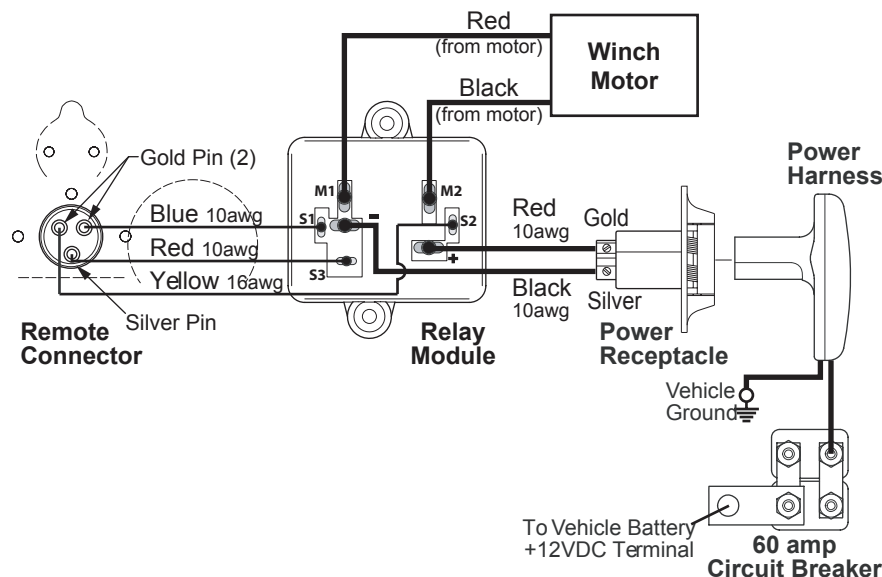 Red
(from motor)
Winch
Motor
Black
(from motor)
Gold Pin (2)
Power
Harness
M1
M2
Blue 10awg
S1
-
S2
Red
10awg
Gold
Red 10awg
S3
+
Yellow 16awg
Black
10awg
Silver
Silver Pin
Remote
Connector
Relay
Module
Power
Receptacle
Vehicle
Ground
To Vehicle Battery
+12VDC Terminal
60 amp
Circuit Breaker